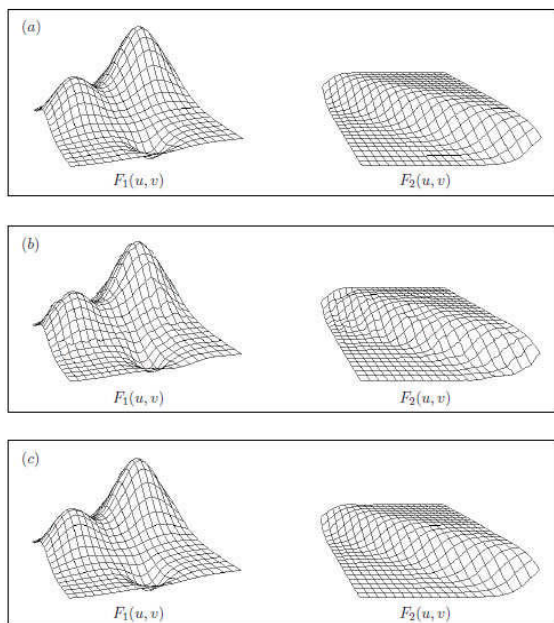 (a)
F₁(u, v) F₂(u, v)
(b)
F₁(u, v) F₂(u, v)
(c)
F₁(u, v) F₂(u, v)